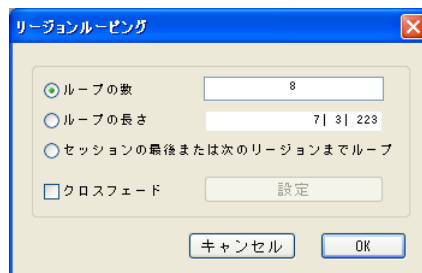 リージョンルーピング
ループの数 8
ループの長さ 7| 3| 223
セッションの最後または次のリージョンまでループ
クロスフェード 設定
キャンセル OK